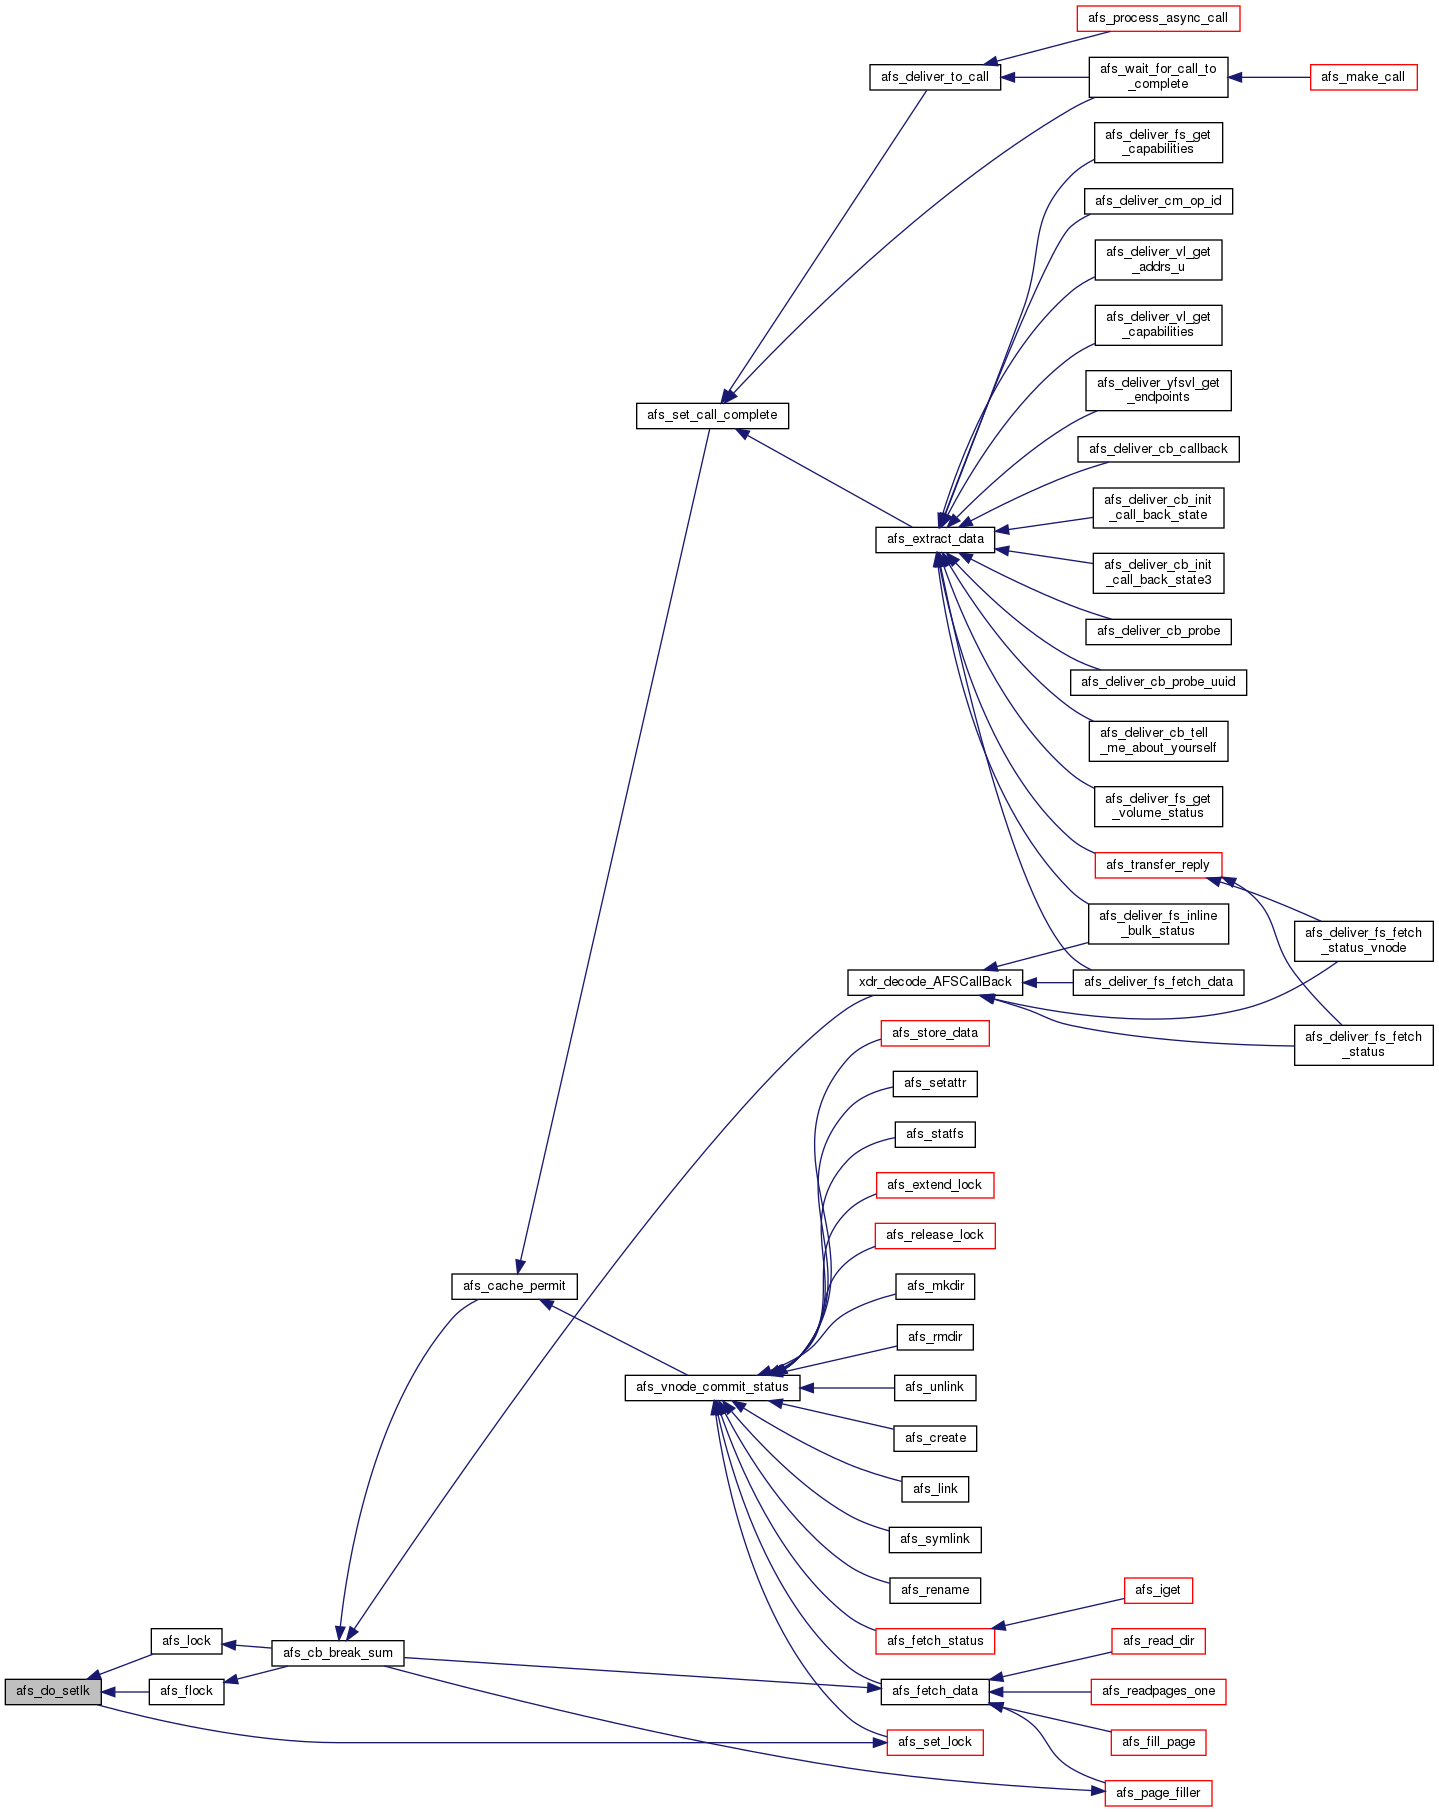 afs_process_async_call
afs_deliver_to_call
afs_wait_for_call_to
_complete
afs_make_call
afs_deliver_fs_get
_capabilities
afs_deliver_cm_op_id
afs_deliver_vl_get
_addrs_u
afs_deliver_vl_get
_capabilities
afs_deliver_yfsvl_get
_endpoints
afs_set_call_complete
afs_deliver_cb_callback
afs_deliver_cb_init
_call_back_state
afs_extract_data
afs_deliver_cb_init
_call_back_state3
afs_deliver_cb_probe
afs_deliver_cb_probe_uuid
afs_deliver_cb_tell
_me_about_yourself
afs_deliver_fs_get
_volume_status
afs_transfer_reply
afs_deliver_fs_inline
_bulk_status
afs_deliver_fs_fetch
_status_vnode
xdr_decode_AFSCallBack
afs_deliver_fs_fetch_data
afs_store_data
afs_deliver_fs_fetch
_status
afs_setattr
afs_statfs
afs_extend_lock
afs_release_lock
afs_cache_permit
afs_mkdir
afs_rmdir
afs_vnode_commit_status
afs_unlink
afs_create
afs_link
afs_symlink
afs_rename
afs_iget
afs_lock
afs_cb_break_sum
afs_fetch_status
afs_read_dir
afs_do_setlk
afs_flock
afs_fetch_data
afs_readpages_one
afs_set_lock
afs_fill_page
afs_page_filler